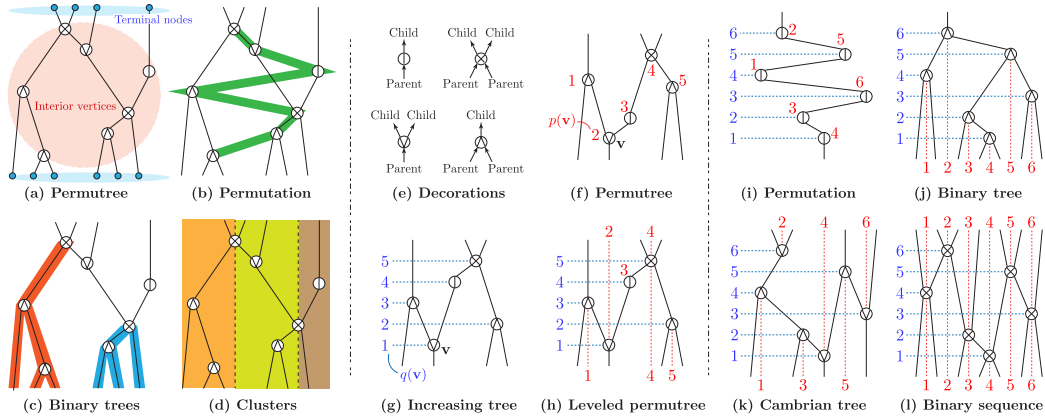 Terminal nodes
Interior vertices
(a) Permutree
(b) Permutation
Child Child Child
Parent Parent Parent
Child Child Child
Parent Parent Parent
(e) Decorations
1 2 3 4 5
p(v)
v
(f) Permutree
6 5 4 3 2 1
2 5 1 6 3 4
(i) Permutation
6 5 4 3 2 1
1 2 3 4 5 6
(j) Binary tree
(c) Binary trees
(d) Clusters
5 4 3 2 1
v
q(v)
(g) Increasing tree
2 4
5 4 3 2 1
3
1 5
(h) Leveled permutree
2 4 6
6 5 4 3 2 1
1 3 5
(k) Cambrian tree
1 2 3 4 5 6
6 5 4 3 2 1
1 2 3 4 5 6
(l) Binary sequence